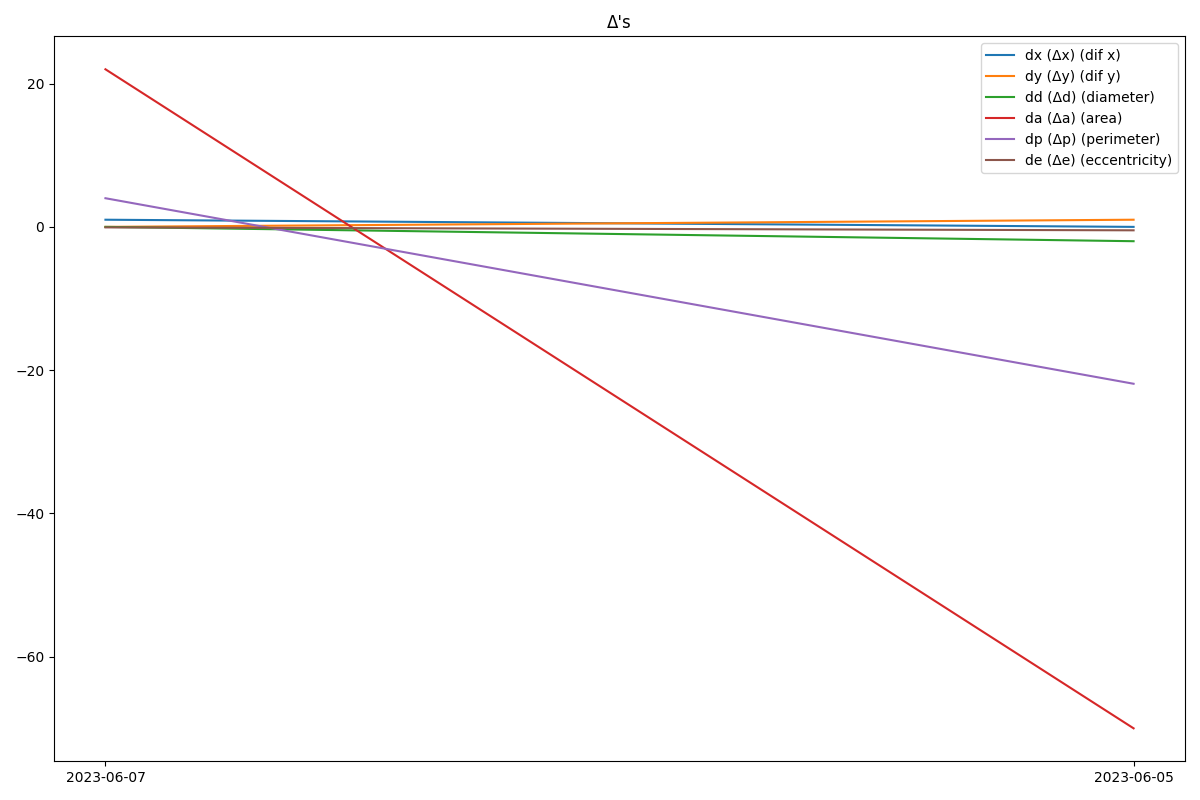 Δ's
dx (Δx) (dif x)
dy (Δy) (dif y)
dd (Δd) (diameter)
da (Δa) (area)
dp (Δp) (perimeter)
de (Δe) (eccentricity)
20
0
−20
−40
−60
2023-06-07
2023-06-05